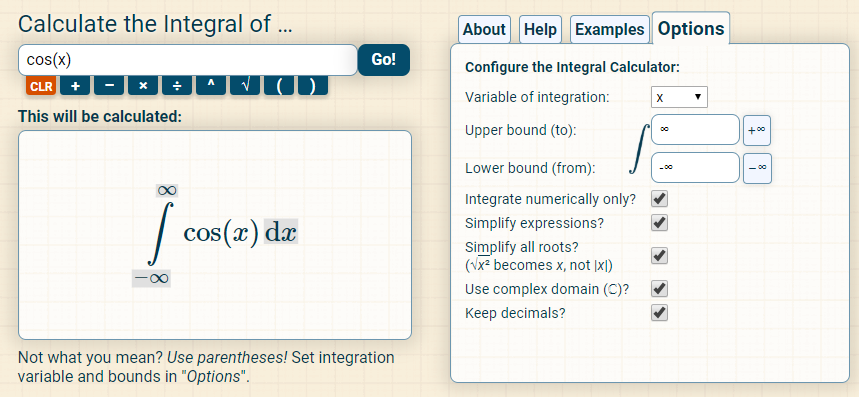 Calculate the Integral of ...
cos(x)
Go!
CLR + − × ÷ ^ √ ( )
This will be calculated:
∞
∫ cos(x) dx
−∞
Not what you mean? Use parentheses! Set integration
variable and bounds in "Options".
About Help Examples Options
Configure the Integral Calculator:
Variable of integration: x
Upper bound (to): ∞ +∞
Lower bound (from): -∞ −∞
Integrate numerically only?
Simplify expressions?
Simplify all roots?
(√x² becomes x, not |x|)
Use complex domain (ℂ)?
Keep decimals?